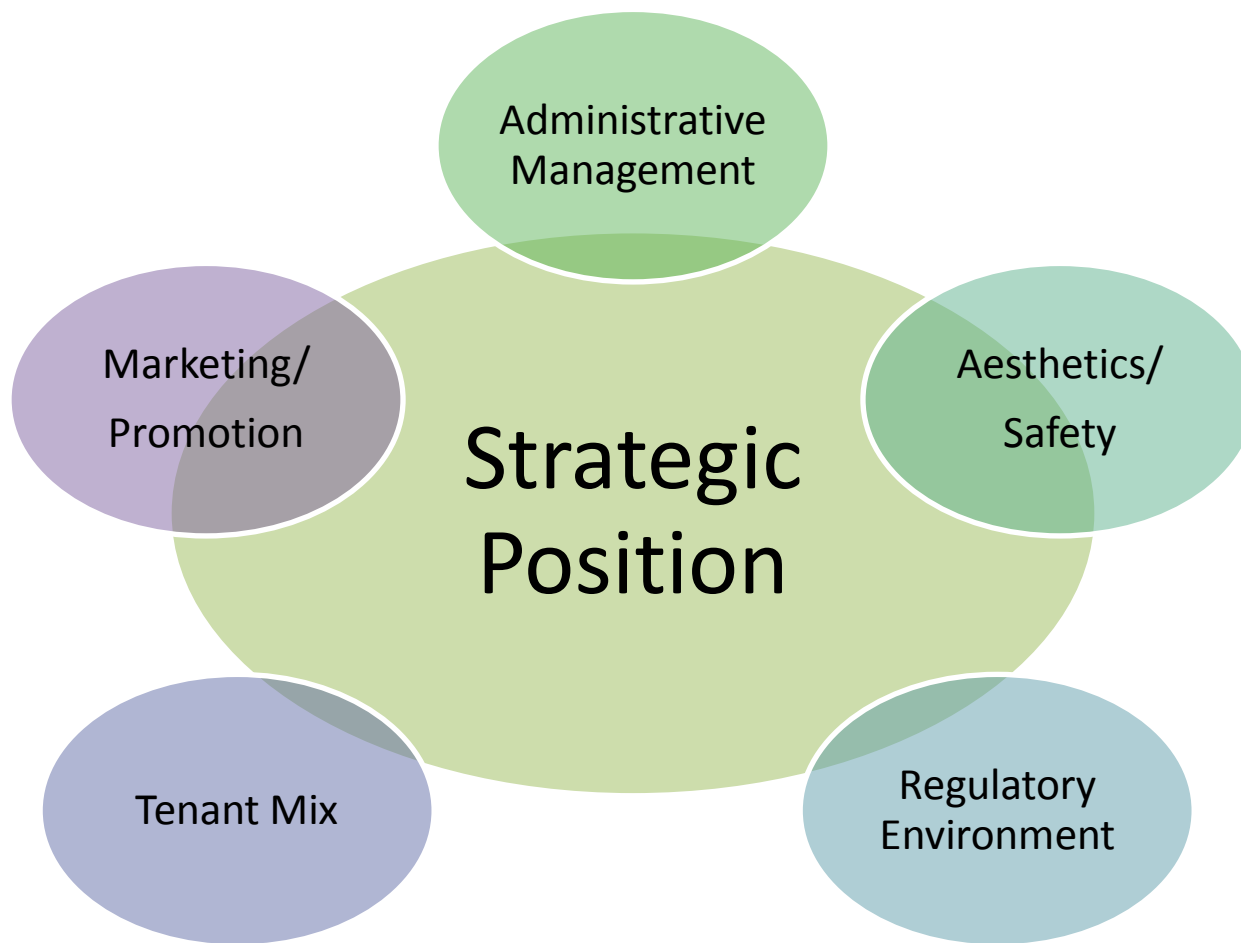 Administrative
Management
Marketing/
Promotion
Aesthetics/
Safety
Strategic
Position
Tenant Mix
Regulatory
Environment